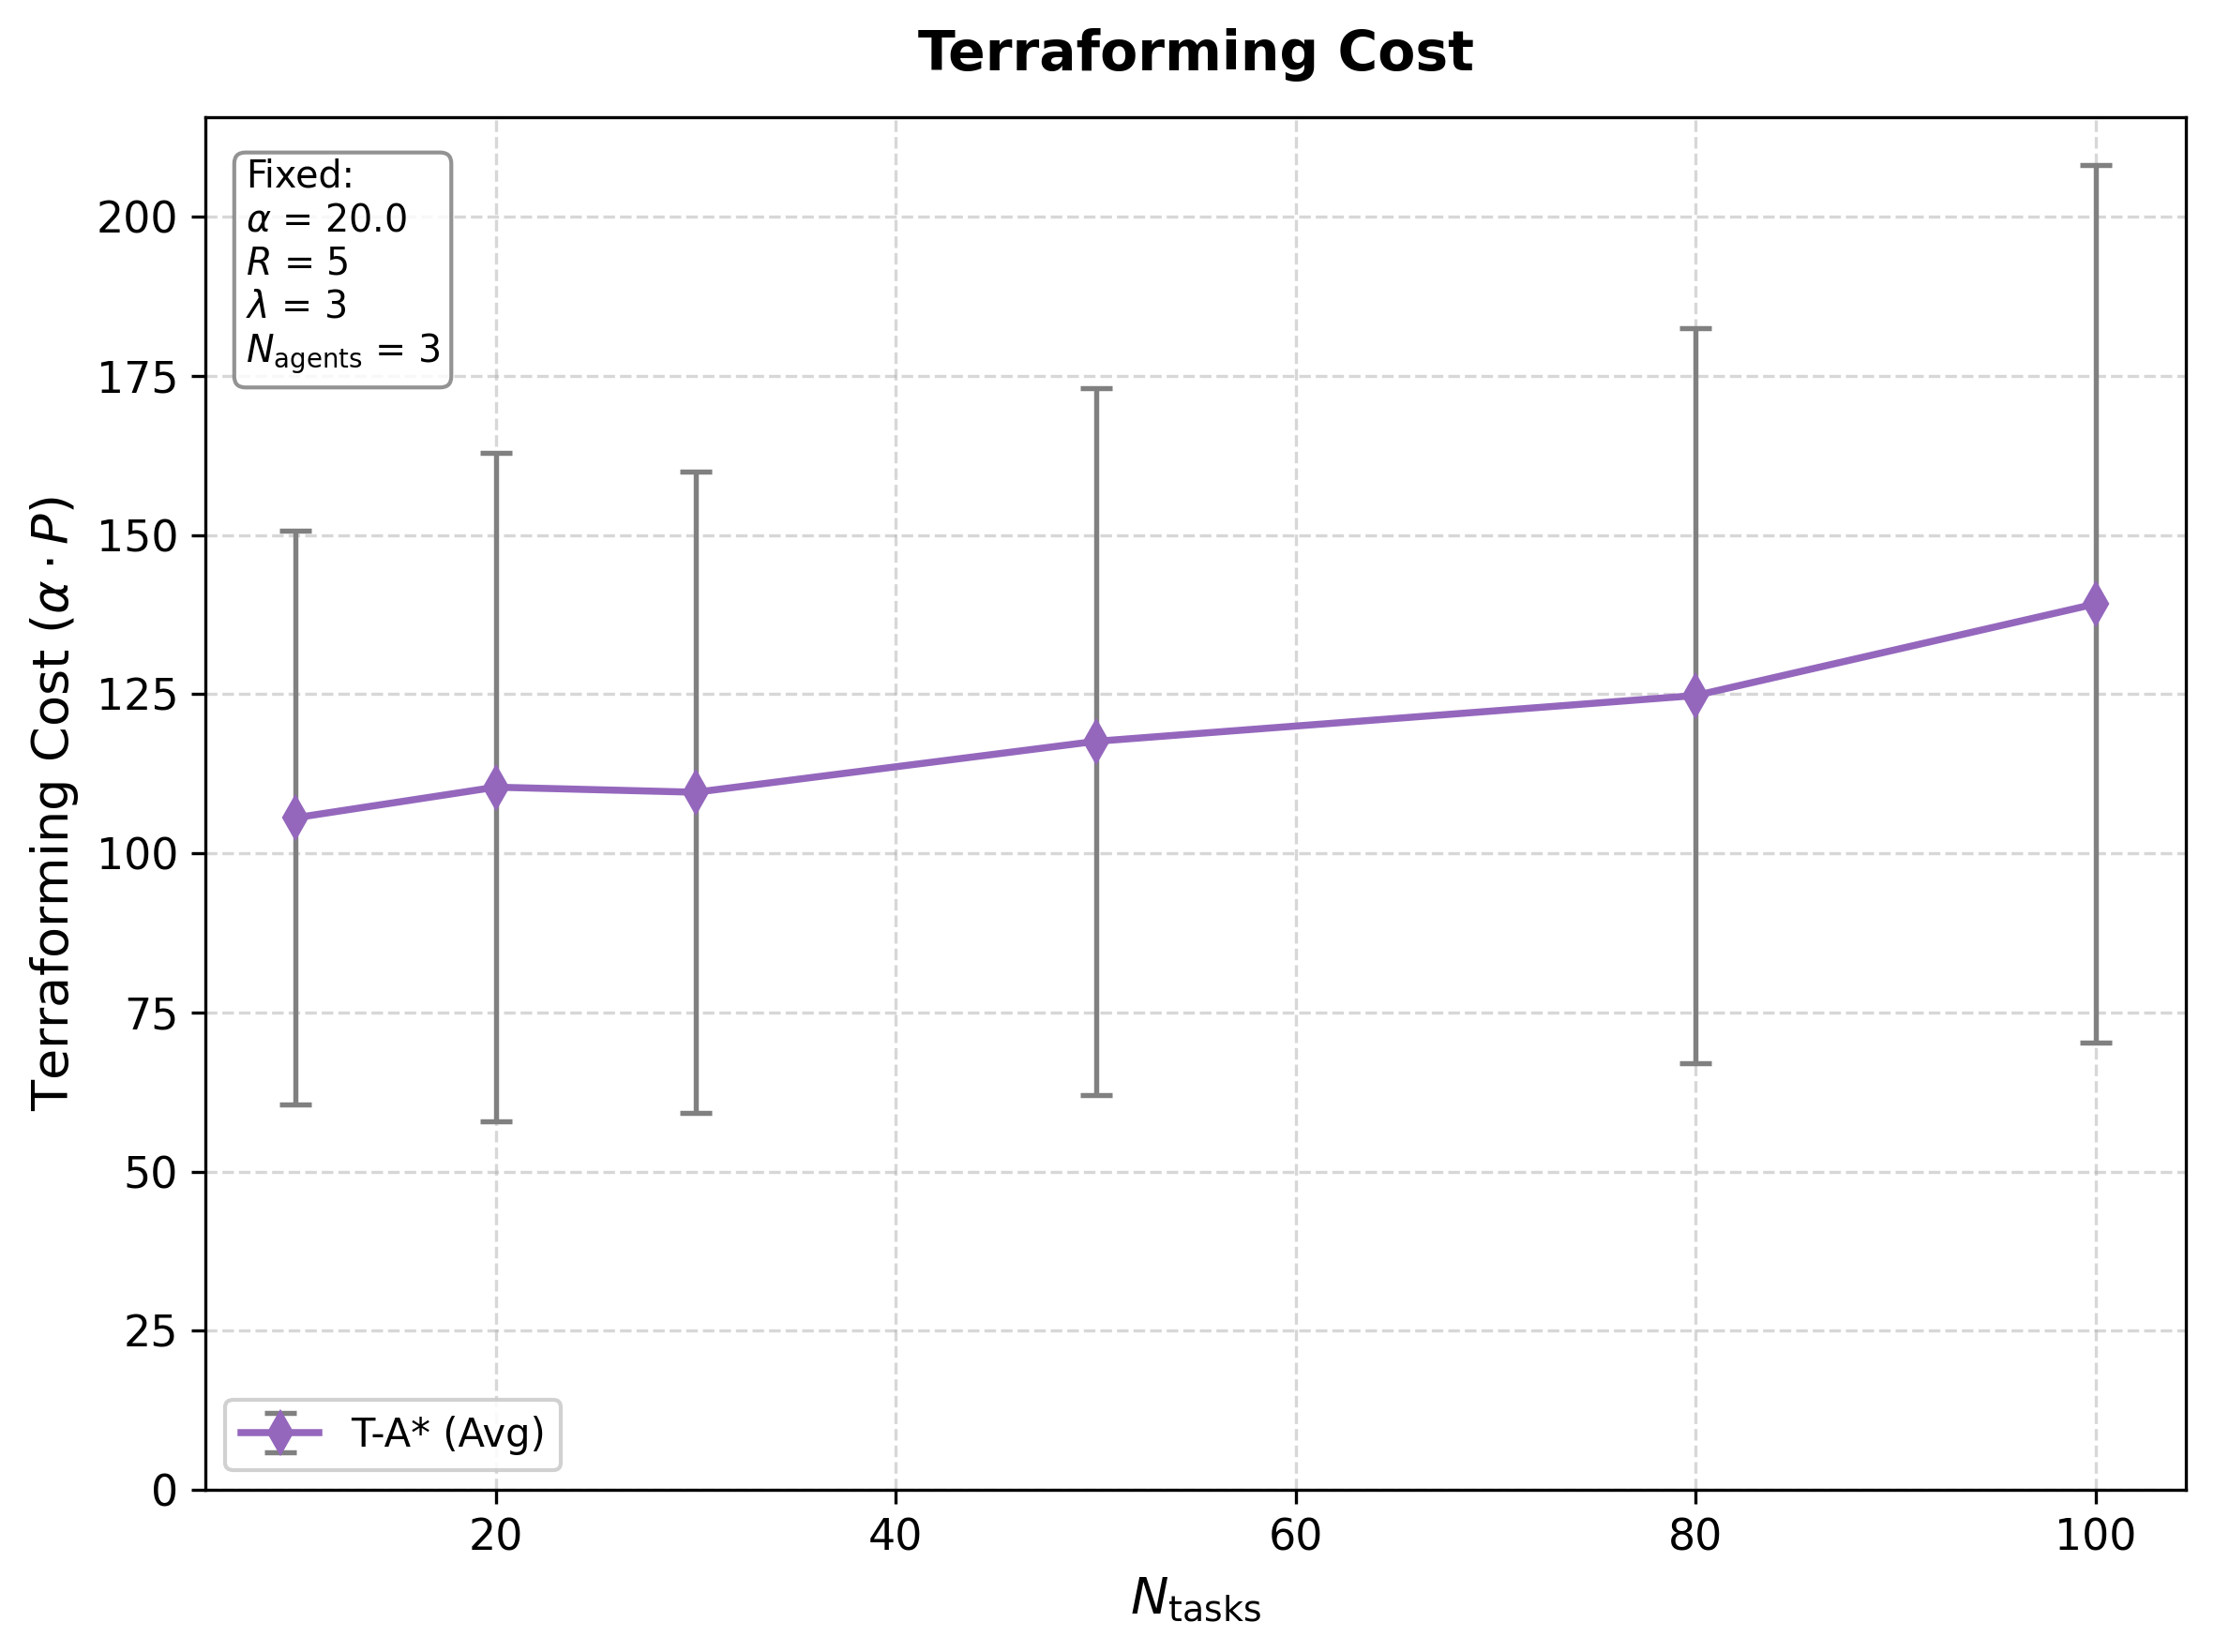 Terraforming Cost
Fixed:
α = 20.0
R = 5
λ = 3
N_agents = 3
Terraforming Cost (α · P)
200
175
150
125
100
75
50
25
0
T-A* (Avg)
20 40 60 80 100
N_tasks